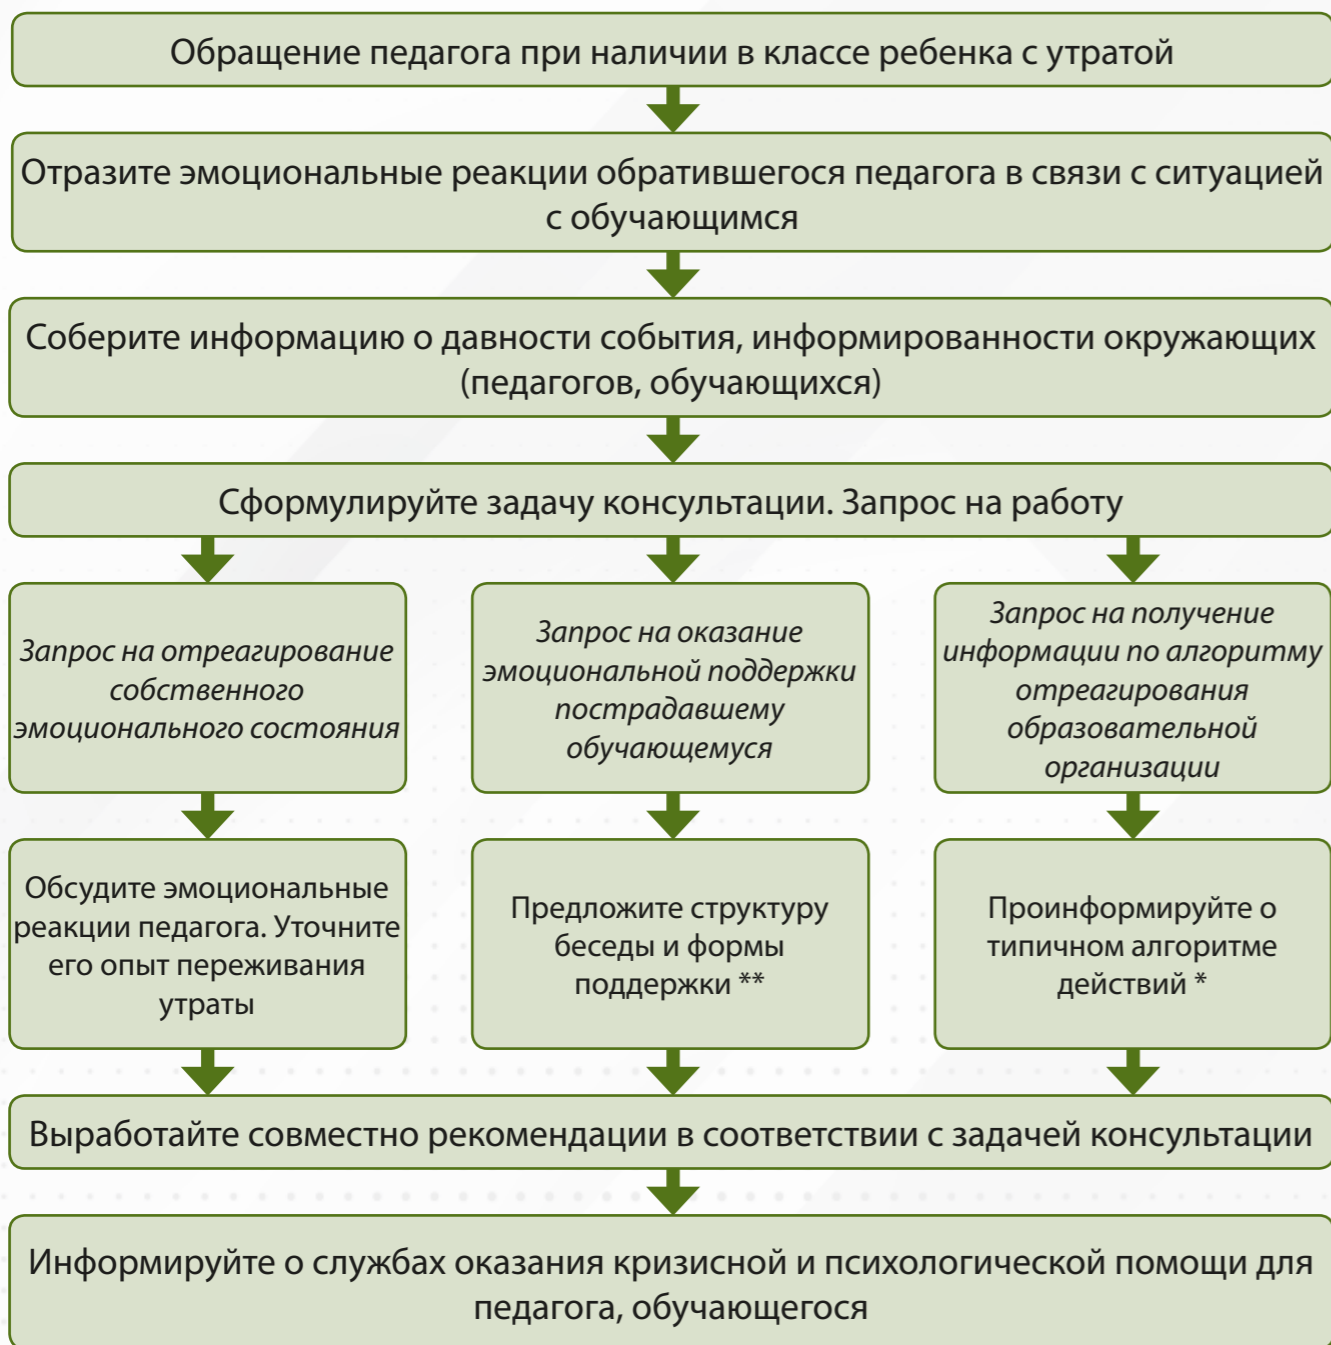 Обращение педагога при наличии в классе ребенка с утратой
Отразите эмоциональные реакции обратившегося педагога в связи с ситуацией
с обучающимся
Соберите информацию о давности события, информированности окружающих
(педагогов, обучающихся)
Сформулируйте задачу консультации. Запрос на работу
Запрос на отреагирование
собственного
эмоционального состояния
Запрос на оказание
эмоциональной поддержки
пострадавшему
обучающемуся
Запрос на получение
информации по алгоритму
отреагирования
образовательной
организации
Обсудите эмоциональные
реакции педагога. Уточните
его опыт переживания
утраты
Предложите структуру
беседы и формы
поддержки **
Проинформируйте о
типичном алгоритме
действий *
Выработайте совместно рекомендации в соответствии с задачей консультации
Информируйте о службах оказания кризисной и психологической помощи для
педагога, обучающегося